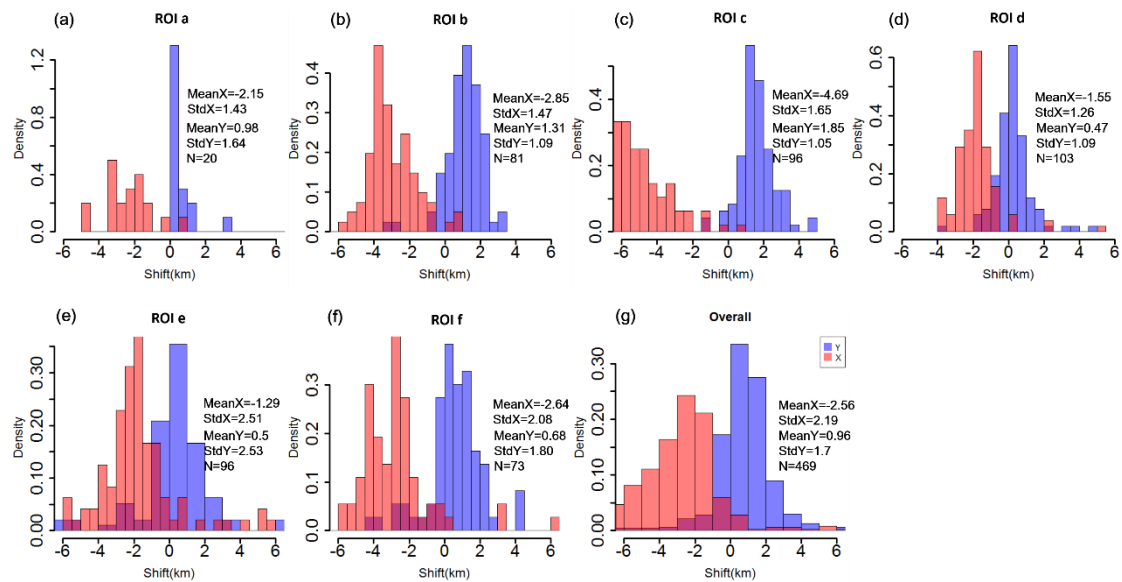 (a)
ROI a
Density
0.0
0.4
0.8
1.2
MeanX=-2.15
StdX=1.43
MeanY=0.98
StdY=1.64
N=20
-6 -4 -2 0 2 4 6
Shift(km)
(b)
ROI b
Density
0.0
0.1
0.2
0.3
0.4
MeanX=-2.85
StdX=1.47
MeanY=1.31
StdY=1.09
N=81
-6 -4 -2 0 2 4 6
Shift(km)
(c)
ROI c
Density
0.0
0.2
0.4
MeanX=-4.69
StdX=1.65
MeanY=1.85
StdY=1.05
N=96
-6 -4 -2 0 2 4 6
Shift(km)
(d)
ROI d
Density
0.0
0.2
0.4
0.6
MeanX=-1.55
StdX=1.26
MeanY=0.47
StdY=1.09
N=103
-6 -4 -2 0 2 4 6
Shift(km)
(e)
ROI e
Density
0.00
0.10
0.20
0.30
MeanX=-1.29
StdX=2.51
MeanY=0.5
StdY=2.53
N=96
-6 -4 -2 0 2 4 6
Shift(km)
(f)
ROI f
Density
0.0
0.1
0.2
0.3
MeanX=-2.64
StdX=2.08
MeanY=0.68
StdY=1.80
N=73
-6 -4 -2 0 2 4 6
Shift(km)
(g)
Overall
Y
X
Density
0.00
0.10
0.20
0.30
MeanX=-2.56
StdX=2.19
MeanY=0.96
StdY=1.7
N=469
-6 -4 -2 0 2 4 6
Shift(km)